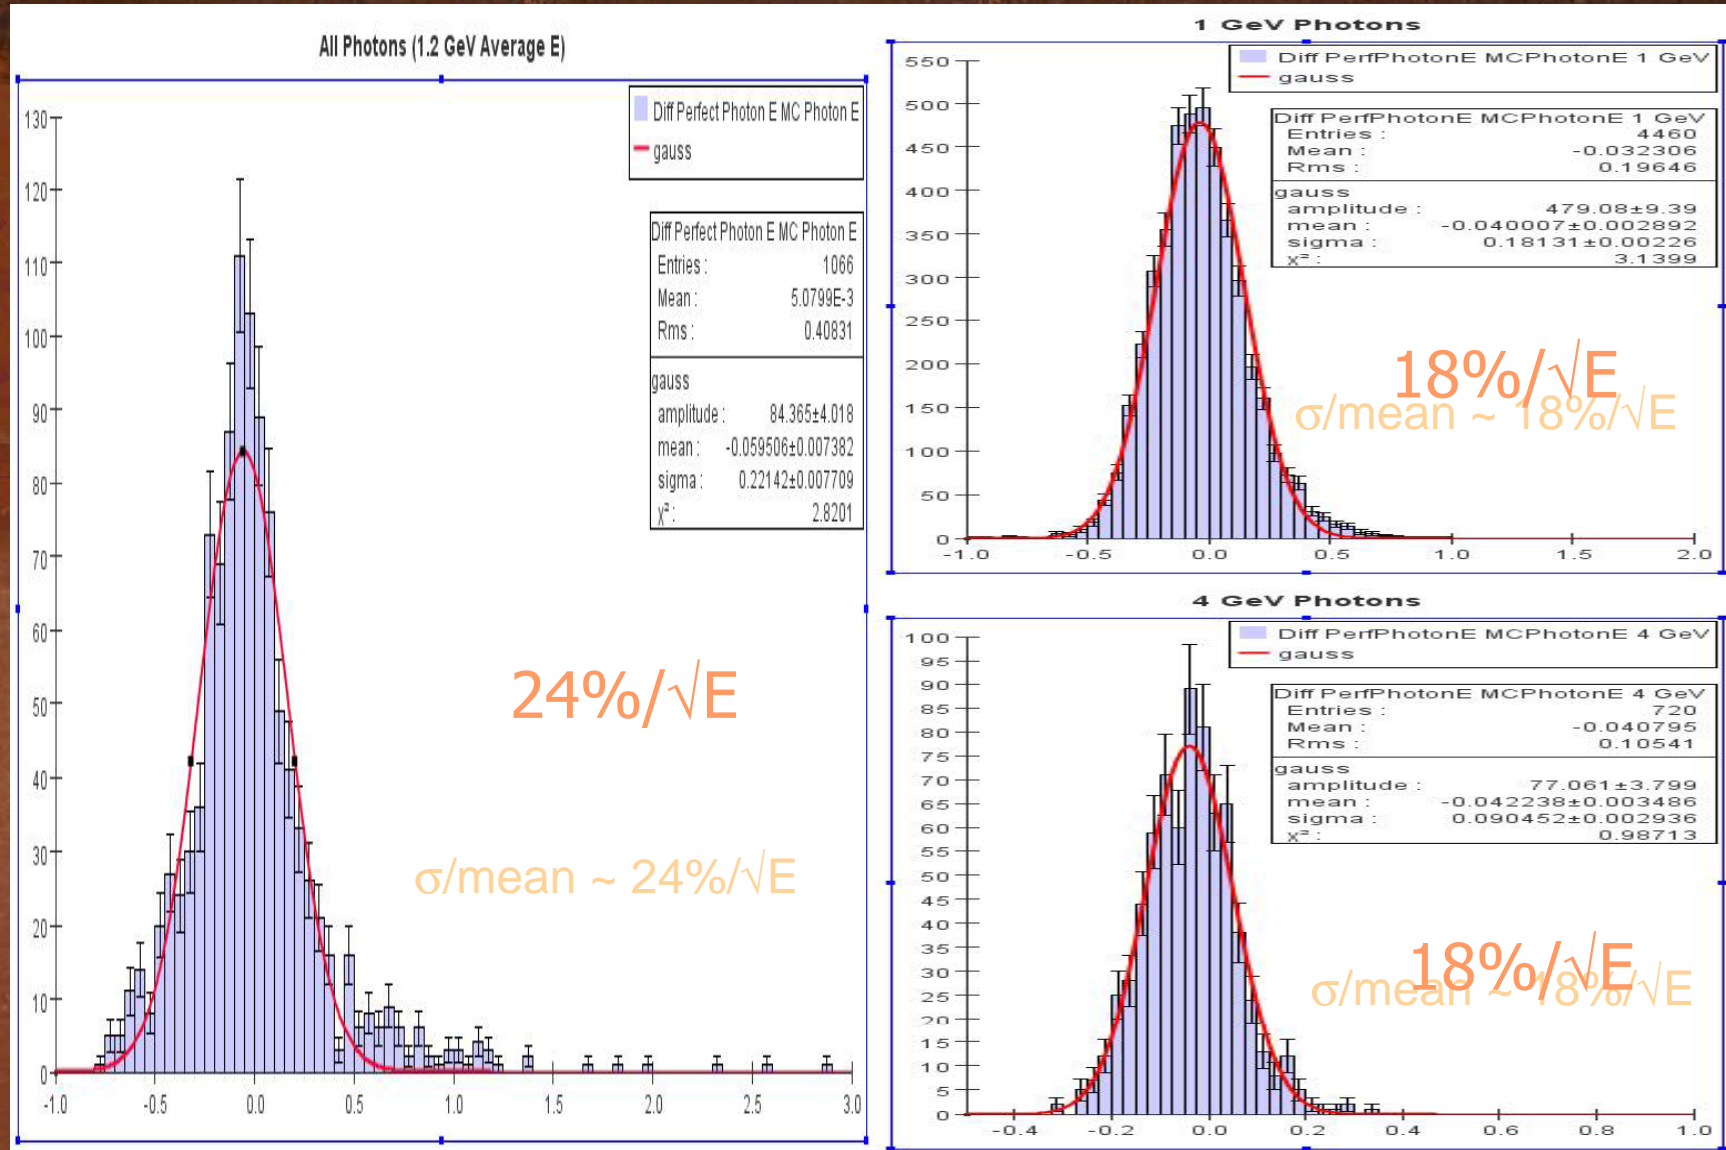 All Photons (1.2 GeV Average E)
Diff Perfect Photon E MC Photon E
gauss
Diff Perfect Photon E MC Photon E
Entries : 1066
Mean : 5.0799E-3
Rms : 0.40831
gauss
amplitude : 84.365±4.018
mean : -0.059506±0.007382
sigma : 0.22142±0.007709
χ² : 2.8201
130
120
110
100
90
80
70
60
50
40
30
20
10
0
-1.0 -0.5 0.0 0.5 1.0 1.5 2.0 2.5 3.0
24%/√E
σ/mean ~ 24%/√E
1 GeV Photons
Diff PerfPhotonE MCPhotonE 1 GeV
gauss
Diff PerfPhotonE MCPhotonE 1 GeV
Entries : 4460
Mean : -0.032306
Rms : 0.19646
gauss
amplitude : 479.08±9.39
mean : -0.040007±0.002892
sigma : 0.18131±0.00226
χ² : 3.1399
550
500
450
400
350
300
250
200
150
100
50
0
-1.0 -0.5 0.0 0.5 1.0 1.5 2.0
18%/√E
σ/mean ~ 18%/√E
4 GeV Photons
Diff PerfPhotonE MCPhotonE 4 GeV
gauss
Diff PerfPhotonE MCPhotonE 4 GeV
Entries : 720
Mean : -0.040795
Rms : 0.10541
gauss
amplitude : 77.061±3.799
mean : -0.042238±0.003486
sigma : 0.090452±0.002936
χ² : 0.98713
100
95
90
85
80
75
70
65
60
55
50
45
40
35
30
25
20
15
10
5
0
-0.4 -0.2 0.0 0.2 0.4 0.6 0.8 1.0
18%/√E
σ/mean ~ 18%/√E